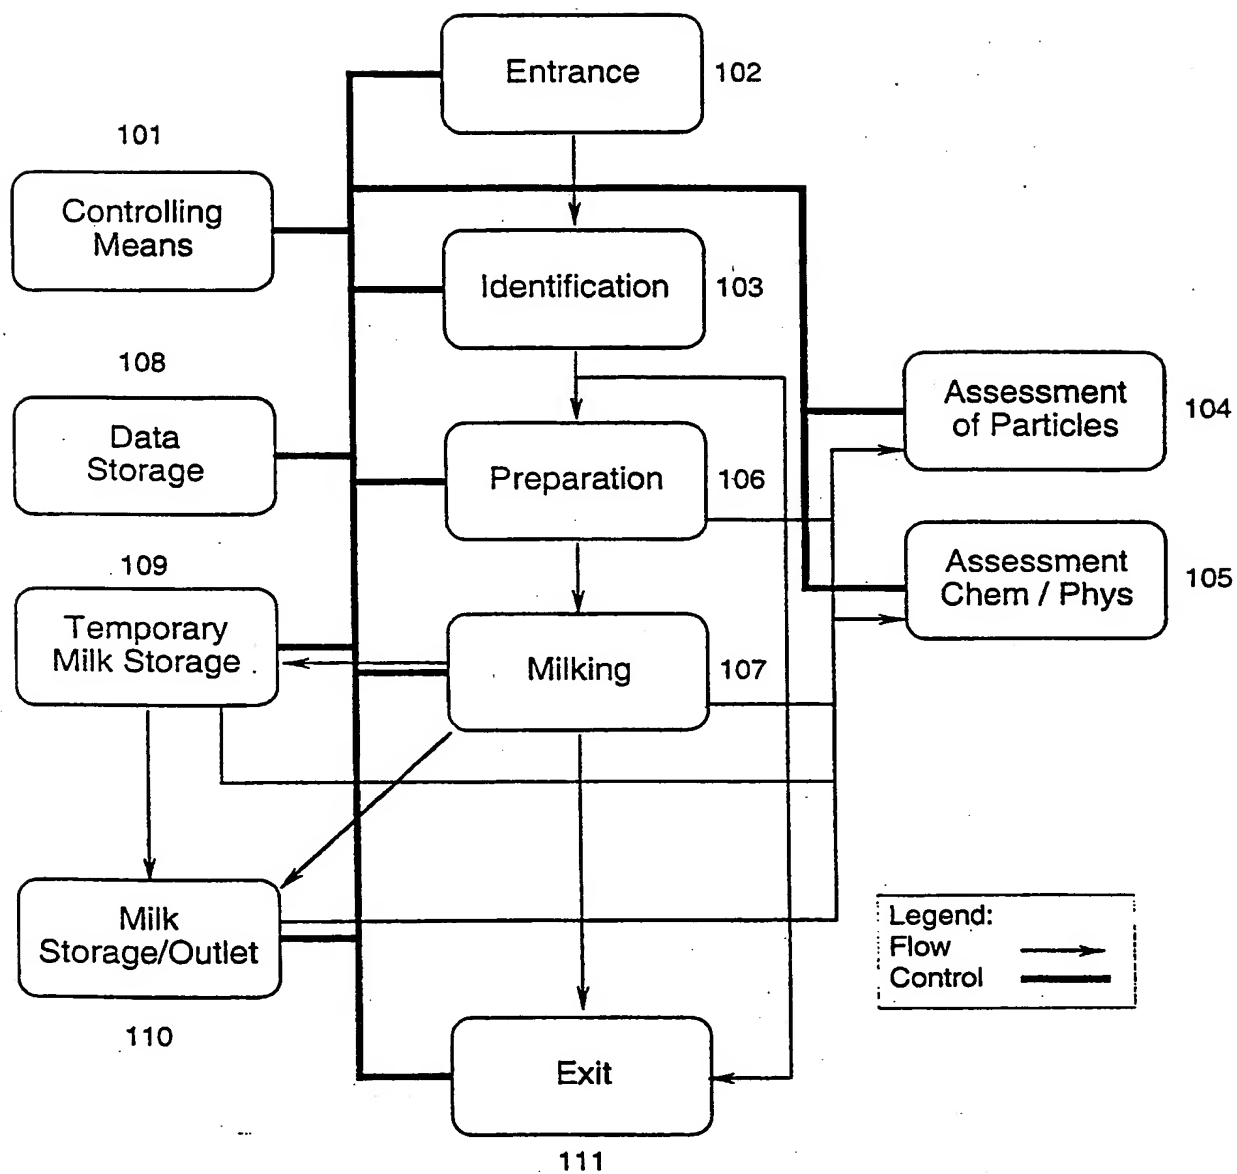 Entrance
102
101
Controlling
Means
Identification
103
108
Data
Storage
Assessment
of Particles
104
Preparation
106
109
Assessment
Chem / Phys
105
Temporary
Milk Storage
Milking
107
Milk
Storage/Outlet
110
Legend:
Flow
Control
Exit
111